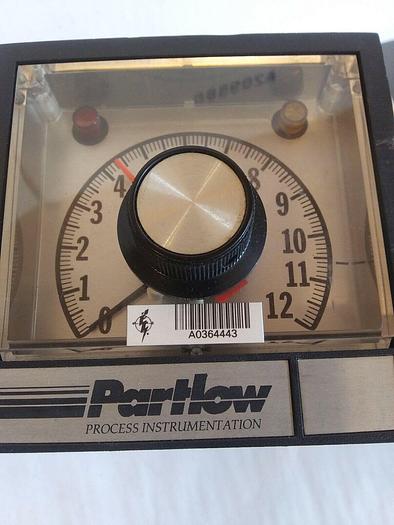 0 1 2 3 4 8 9 10 11 12
A0364443
Partlow
PROCESS INSTRUMENTATION